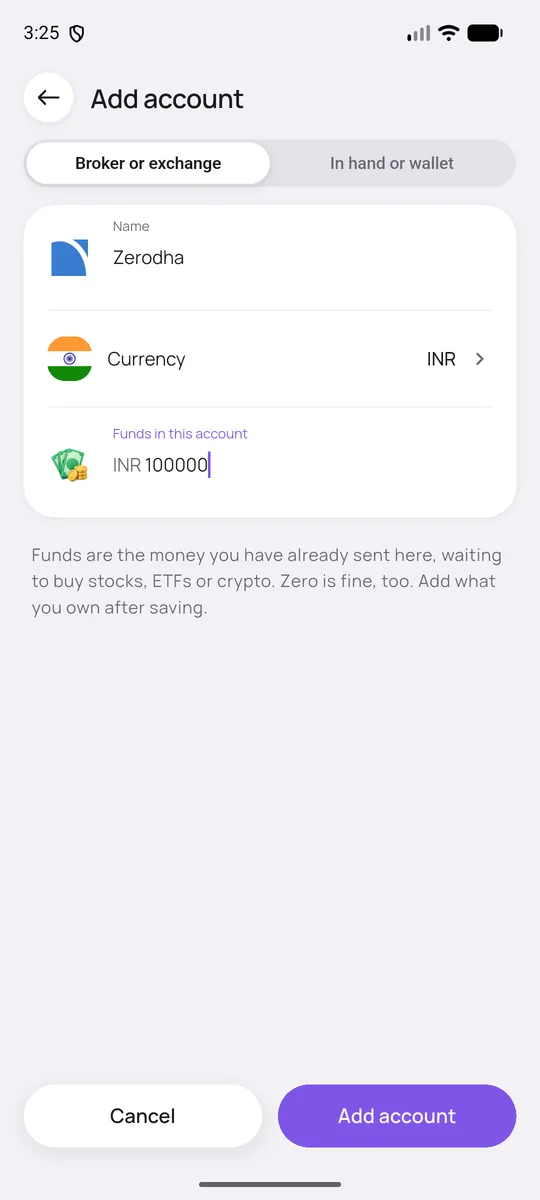 3:25
Add account
Broker or exchange
In hand or wallet
Name
Zerodha
Currency
INR
Funds in this account
INR 100000
Funds are the money you have already sent here, waiting
to buy stocks, ETFs or crypto. Zero is fine, too. Add what
you own after saving.
Cancel
Add account